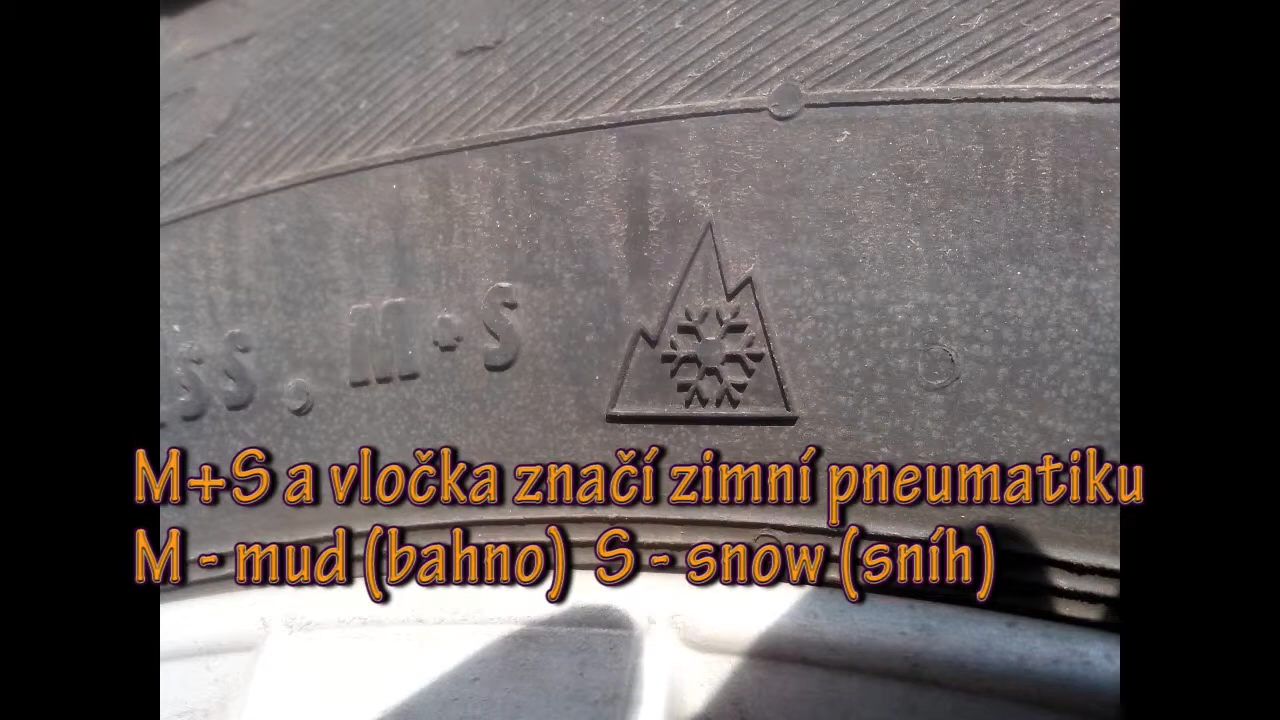 M+S
M+S a vločka značí zimní pneumatiku
M - mud (bahno) S - snow (sníh)